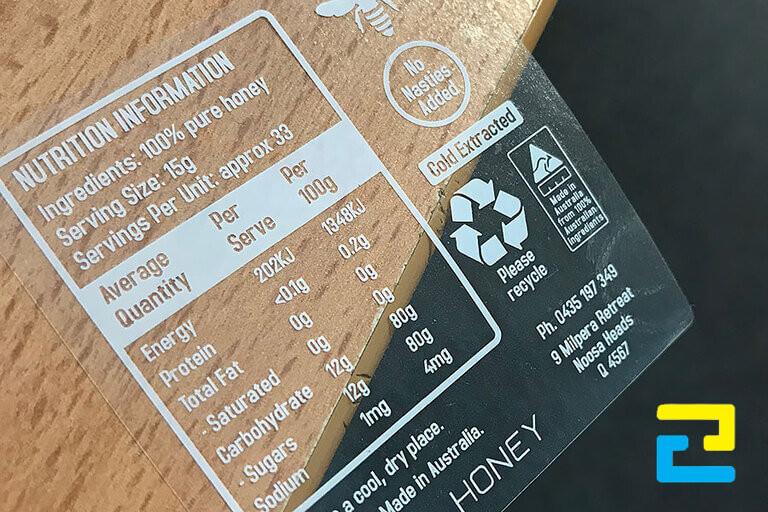 NUTRITION INFORMATION
Ingredients: 100% pure honey
Serving Size: 15g
Servings Per Unit: approx 33
Average Quantity Per Serve Per 100g
Energy 202KJ 1348KJ
Protein <0.1g 0.2g
Total Fat 0g 0g
- Saturated 0g 0g
Carbohydrate 12g 80g
- Sugars 12g 80g
Sodium 1mg 4mg
No
Nasties
Added
Cold Extracted
Please
recycle
Made in
Australia
from 100%
Australian
Ingredients
Ph. 0435 197 349
9 Milpera Retreat
Noosa Heads
Q 4567
a cool, dry place.
Made in Australia.
HONEY